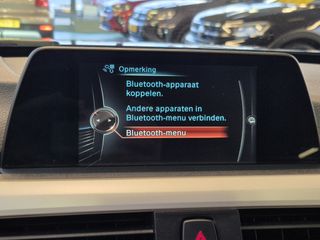 Opmerking
Bluetooth-apparaat
koppelen.
Andere apparaten in
Bluetooth-menu verbinden.
Bluetooth-menu